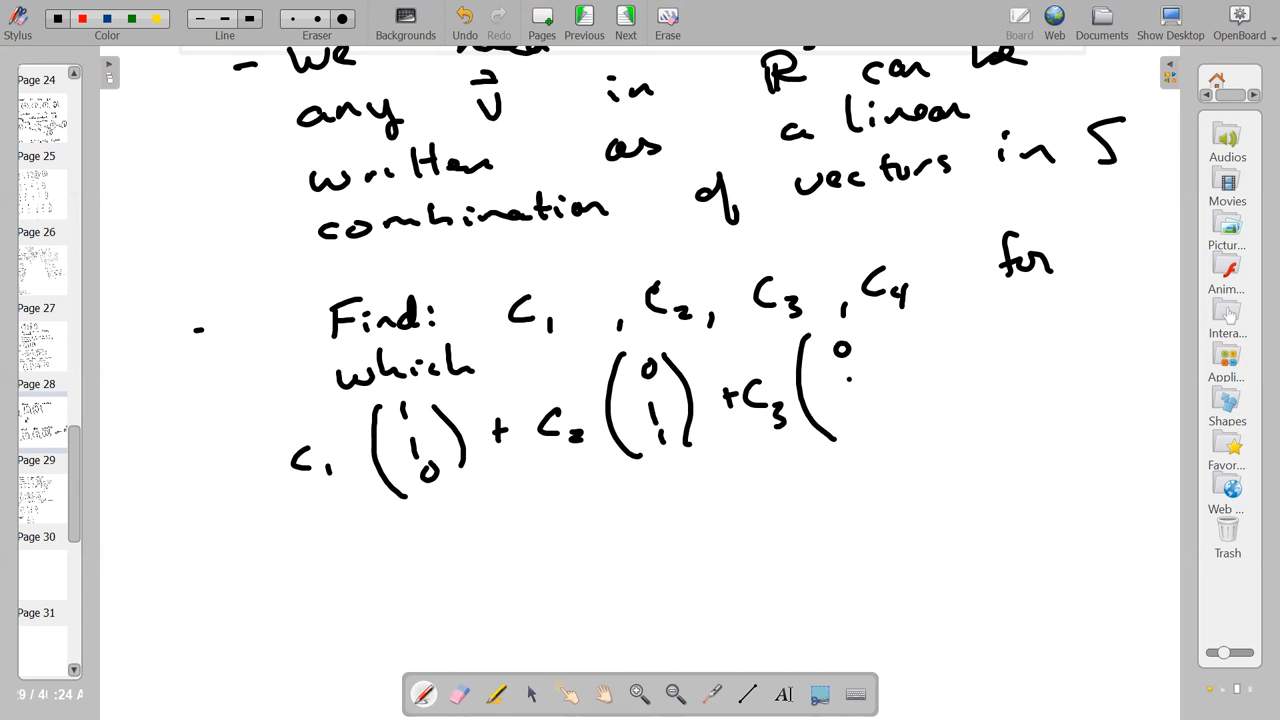 Stylus
Color
Line
Eraser
Backgrounds
Undo
Redo
Pages
Previous
Next
Erase
Board
Web
Documents
Show Desktop
OpenBoard
Page 24
Page 25
Page 26
Page 27
Page 28
Page 29
Page 30
Page 31
- We can be
any v⃗ in ℝ
written as a linear
combination of vectors in S
- Find: C₁, C₂, C₃, C₄ for
which
C₁ (1 1 0) + C₂ (0 1 1) + C₃ (0
Audios
Movies
Pictur...
Anim...
Intera...
Appli...
Shap...
Favor...
Web ...
Trash